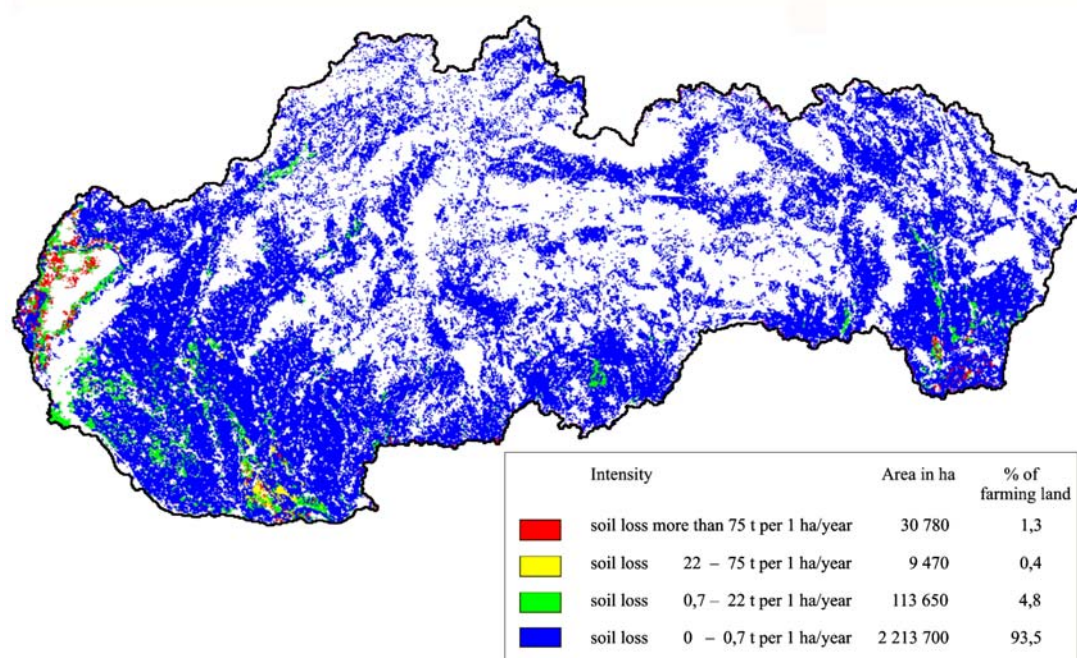 Intensity Area in ha % of
farming land
soil loss more than 75 t per 1 ha/year 30 780 1,3
soil loss 22 – 75 t per 1 ha/year 9 470 0,4
soil loss 0,7 – 22 t per 1 ha/year 113 650 4,8
soil loss 0 – 0,7 t per 1 ha/year 2 213 700 93,5